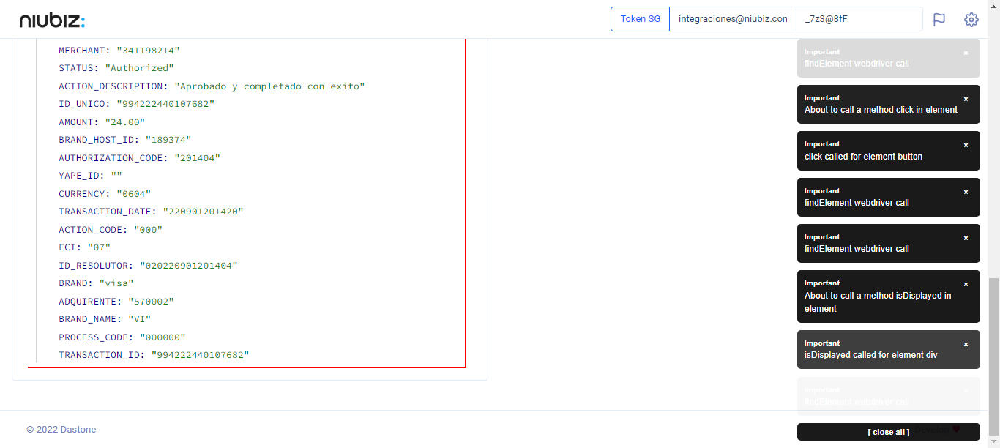 niubiz:
Token SG
integraciones@niubiz.con
_7z3@8fF
MERCHANT: "341198214"
STATUS: "Authorized"
ACTION_DESCRIPTION: "Aprobado y completado con exito"
ID_UNICO: "994222440107682"
AMOUNT: "24.00"
BRAND_HOST_ID: "189374"
AUTHORIZATION_CODE: "201404"
YAPE_ID: ""
CURRENCY: "0604"
TRANSACTION_DATE: "220901201420"
ACTION_CODE: "000"
ECI: "07"
ID_RESOLUTOR: "020220901201404"
BRAND: "visa"
ADQUIRENTE: "570002"
BRAND_NAME: "VI"
PROCESS_CODE: "000000"
TRANSACTION_ID: "994222440107682"
Important
findElement webdriver call
Important
About to call a method click in element
Important
click called for element button
Important
findElement webdriver call
Important
findElement webdriver call
Important
About to call a method isDisplayed in
element
Important
isDisplayed called for element div
Important
findElement webdriver call
[ close all ]
© 2022 Dastone